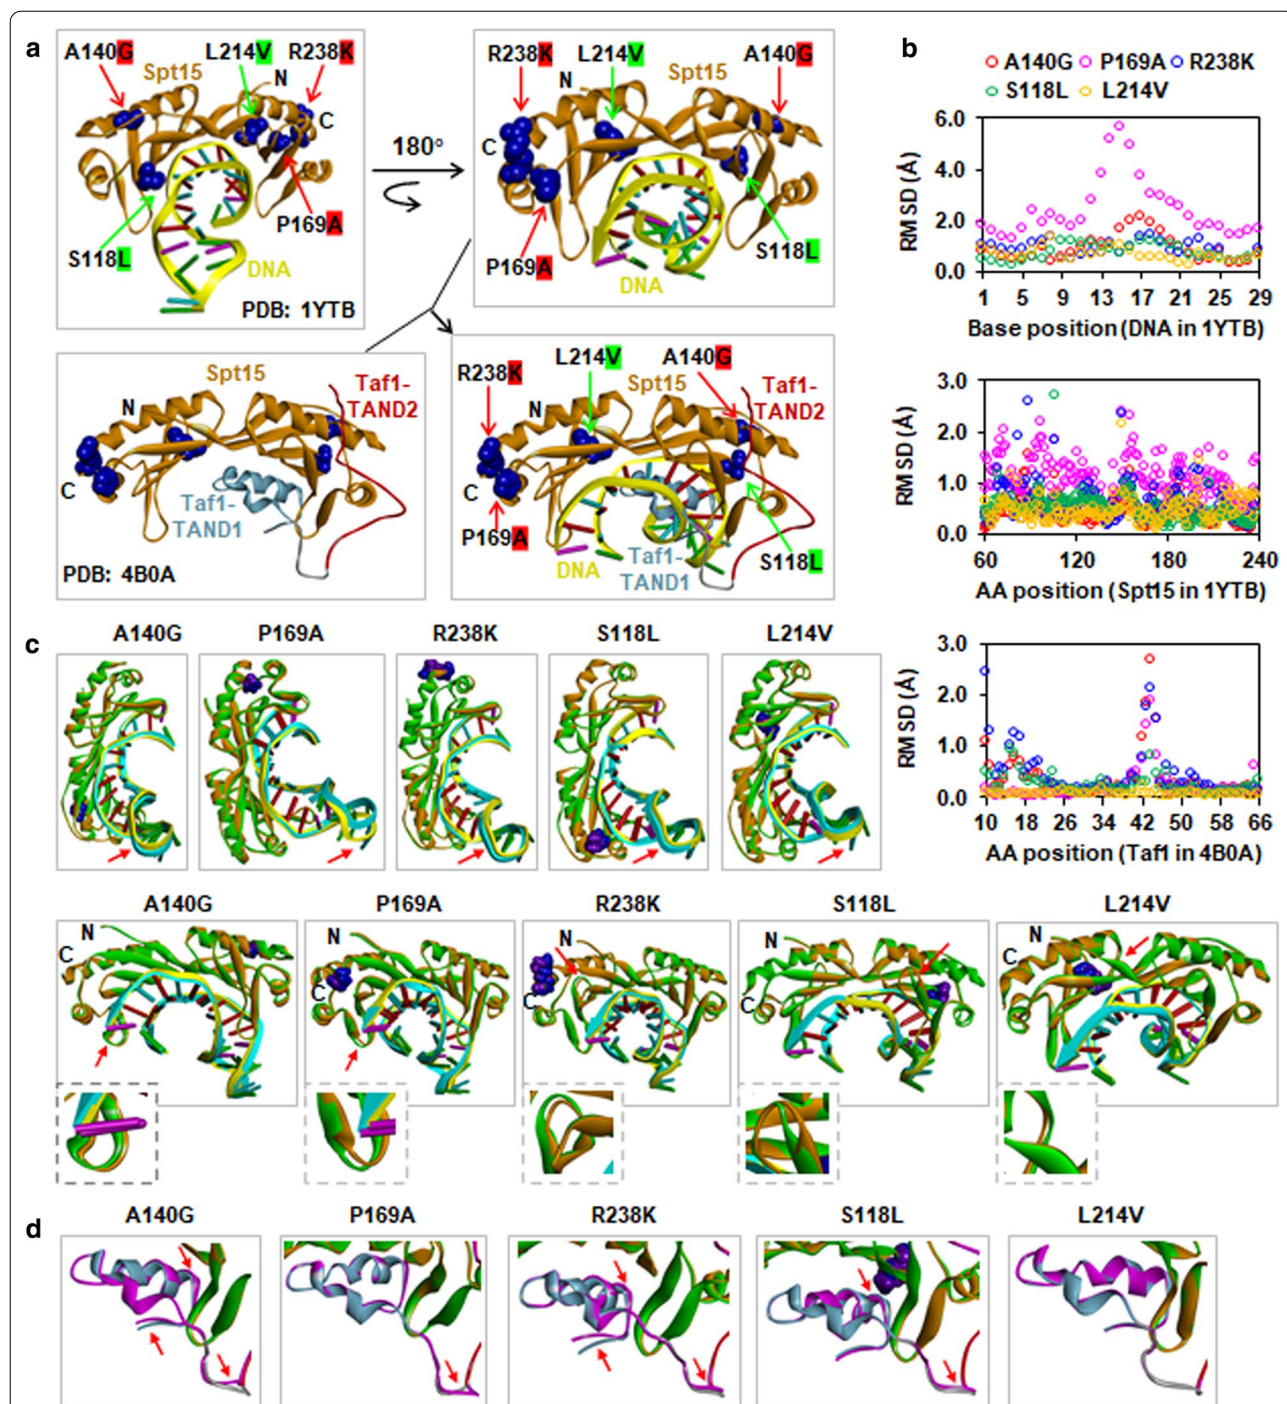 a
A140G L214V R238K
Spt15 N
C
P169A
S118L
DNA
PDB: 1YTB
180°
R238K L214V A140G
N Spt15
C
S118L
P169A
DNA
Spt15
N
Taf1-
TAND2
C
Taf1-
TAND1
PDB: 4B0A
L214V A140G
R238K Spt15 Taf1-
TAND2
N
C
P169A
S118L
DNA
Taf1-
TAND1
b
A140G P169A R238K
S118L L214V
RMSD (Å)
6.0
4.0
2.0
0.0
1 5 9 13 17 21 25 29
Base position (DNA in 1YTB)
RMSD (Å)
3.0
2.0
1.0
0.0
60 120 180 240
AA position (Spt15 in 1YTB)
RMSD (Å)
3.0
2.0
1.0
0.0
10 18 26 34 42 50 58 66
AA position (Taf1 in 4B0A)
c
A140G P169A R238K S118L L214V
A140G P169A R238K S118L L214V
N N N N N
C C C C C
d
A140G P169A R238K S118L L214V